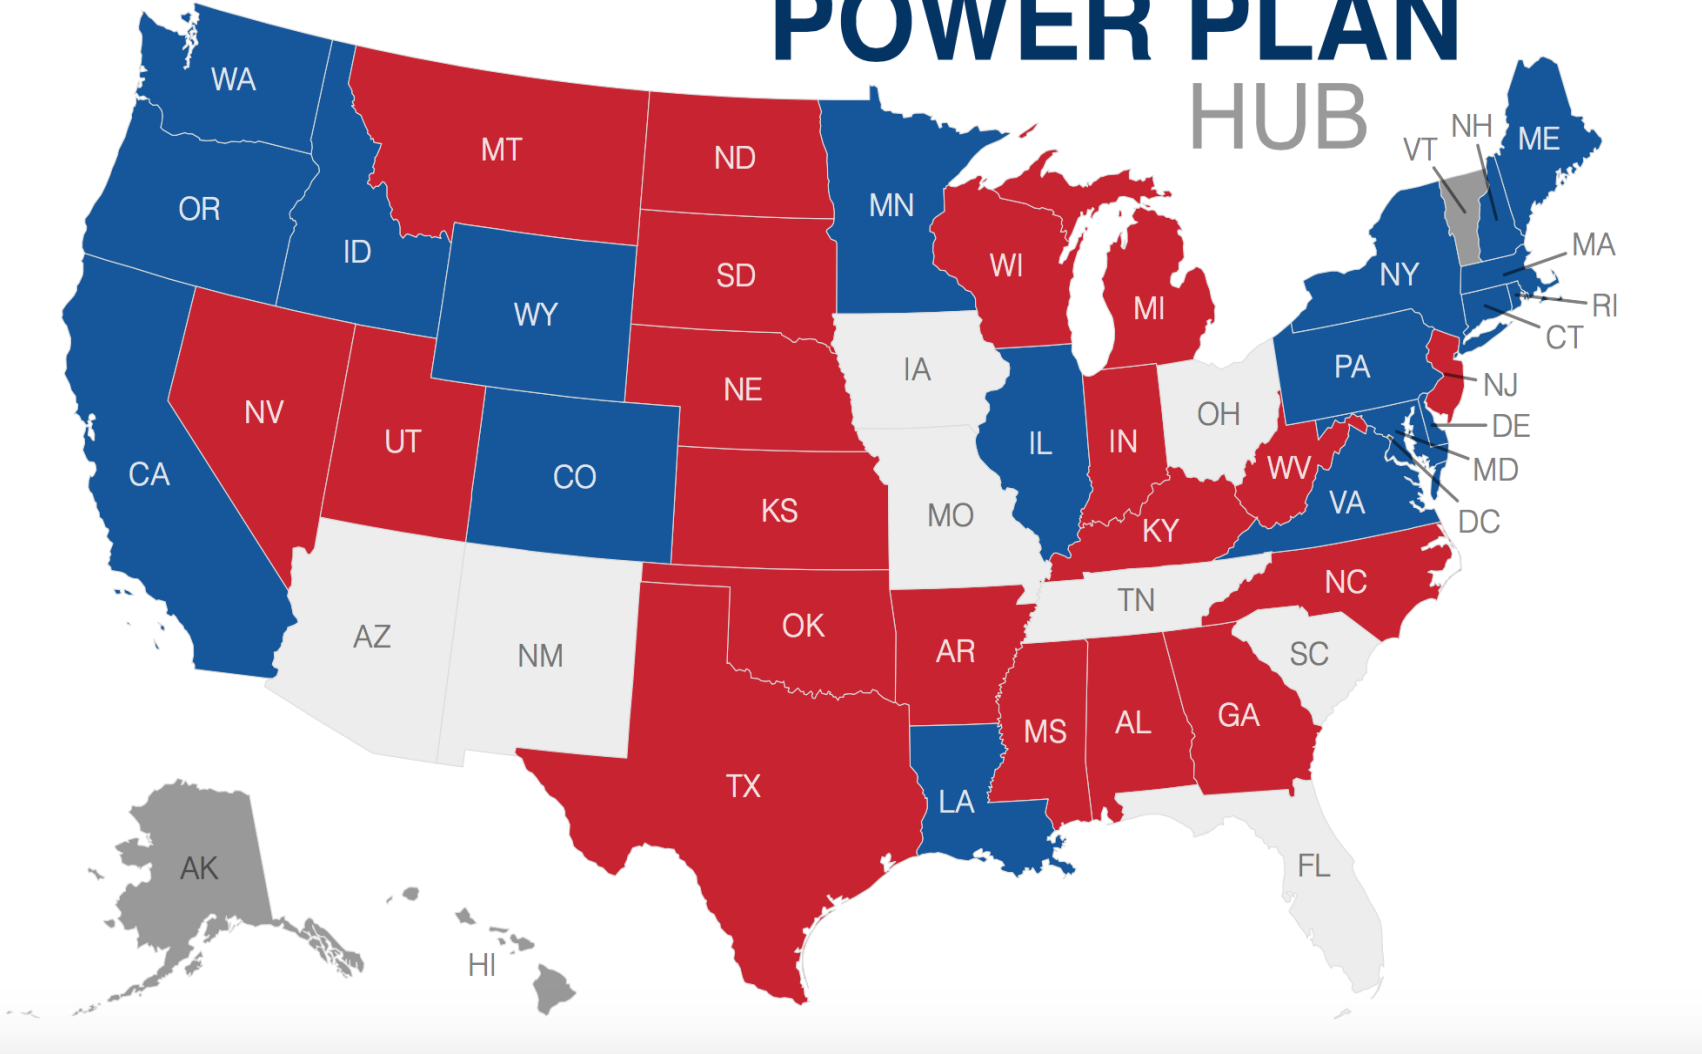 POWER PLAN
HUB
WA
MT
ND
MN
NH
VT
ME
OR
ID
SD
WI
MI
NY
MA
WY
RI
CT
IA
PA
NE
NJ
NV
UT
OH
DE
IL
IN
CA
CO
WV
MD
KS
MO
VA
KY
DC
NC
TN
OK
AZ
NM
AR
SC
MS
AL
GA
TX
LA
AK
FL
HI